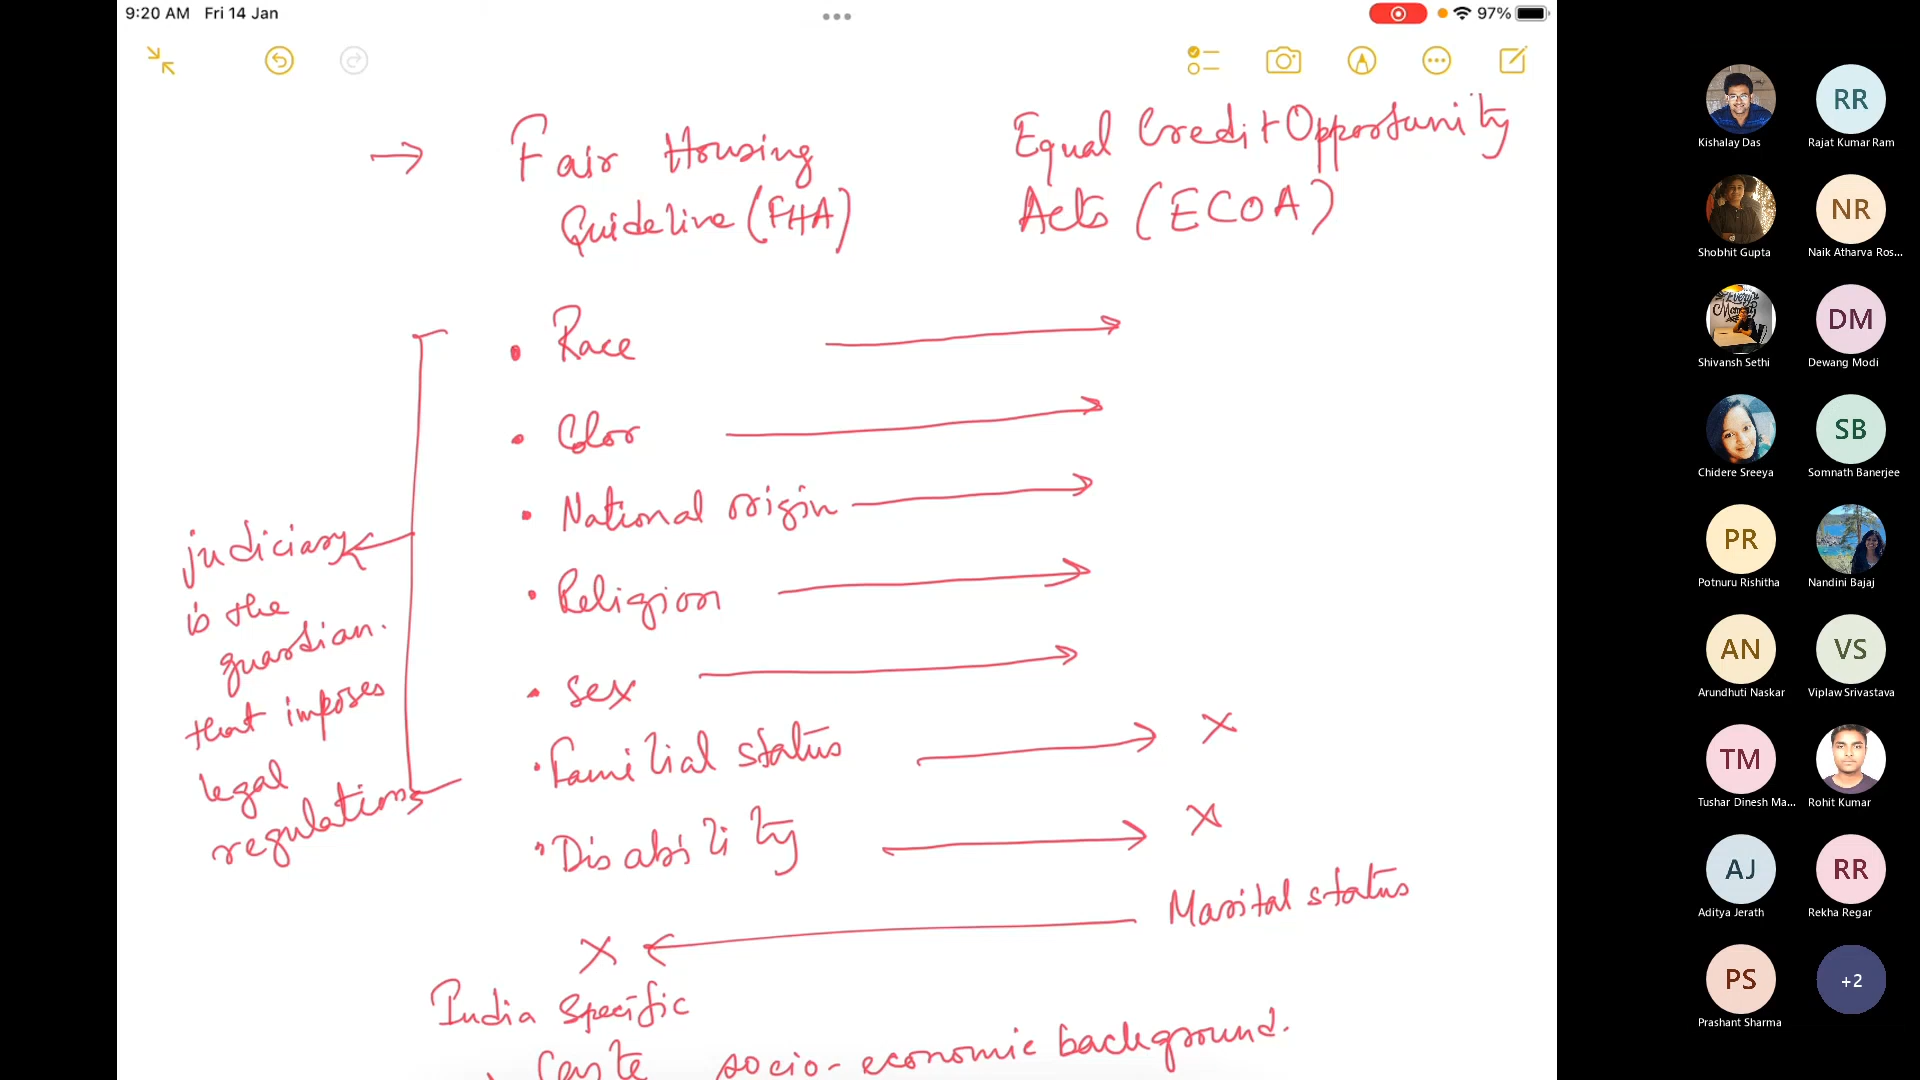 9:20 AM Fri 14 Jan
97%
→ Fair Housing Equal Credit Opportunity
Guideline (FHA) Acts (ECOA)
• Race →
• Color →
• National origin →
• Religion →
• Sex →
• Familial status → X
• Disability → X
judiciary
is the
guardian.
that imposes
legal
regulations
X ← Marital status
India Specific
Caste socio-economic background.
Kishalay Das
RR
Rajat Kumar Ram
Shobhit Gupta
NR
Naik Atharva Ros...
Shivansh Sethi
DM
Dewang Modi
Chidere Sreeya
SB
Somnath Banerjee
PR
Potnuru Rishitha
Nandini Bajaj
AN
Arundhuti Naskar
VS
Viplaw Srivastava
TM
Tushar Dinesh Ma...
Rohit Kumar
AJ
Aditya Jerath
RR
Rekha Regar
PS
Prashant Sharma
+2